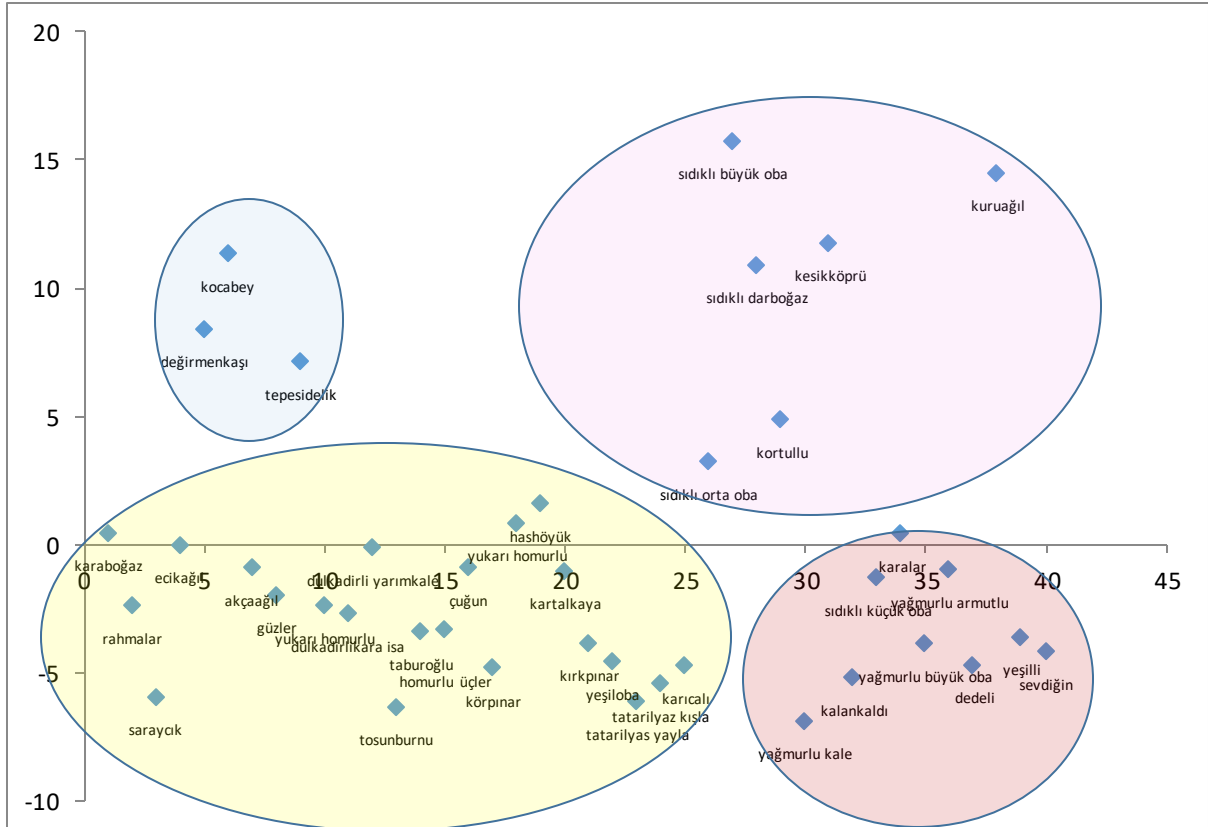 20
15
10
5
0
-5
-10
0
5
10
15
20
25
30
35
40
45
sıdıklı büyük oba
kuruağıl
kesikköprü
sıdıklı darboğaz
kortullu
sıdıklı orta oba
kocabey
değirmenkaşı
tepesidelik
karaboğaz
ecikağıl
rahmalar
saraycık
akçaağıl
güzler
yukarı homurlu
dulkadirli yarımkale
dulkadirlikara isa
taburoğlu
homurlu üçler
tosunburnu
çuğun
körpınar
hashöyük
yukarı homurlu
kartalkaya
kırkpınar
yeşiloba
karıcalı
tatarilyaz kışla
tatarilyas yayla
karalar
yağmurlu armutlu
sıdıklı küçük oba
yağmurlu büyük oba
yeşilli
sevdiğin
dedeli
kalankaldı
yağmurlu kale